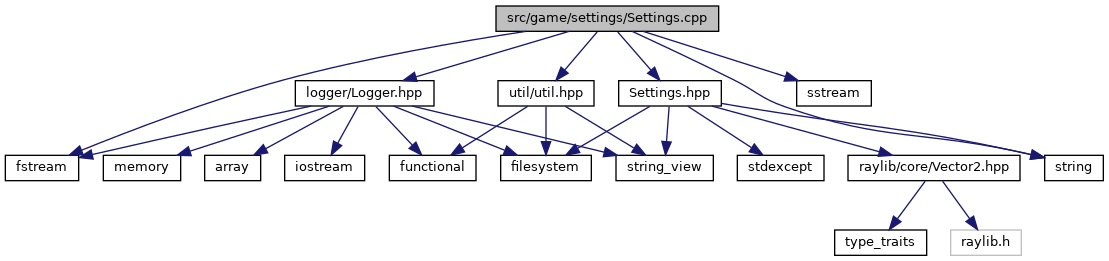 src/game/settings/Settings.cpp
logger/Logger.hpp
util/util.hpp
Settings.hpp
sstream
fstream
memory
array
iostream
functional
filesystem
string_view
stdexcept
raylib/core/Vector2.hpp
string
type_traits
raylib.h